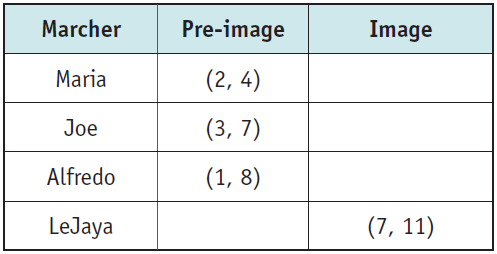 Marcher Pre-image Image
Maria (2, 4)
Joe (3, 7)
Alfredo (1, 8)
LeJaya (7, 11)